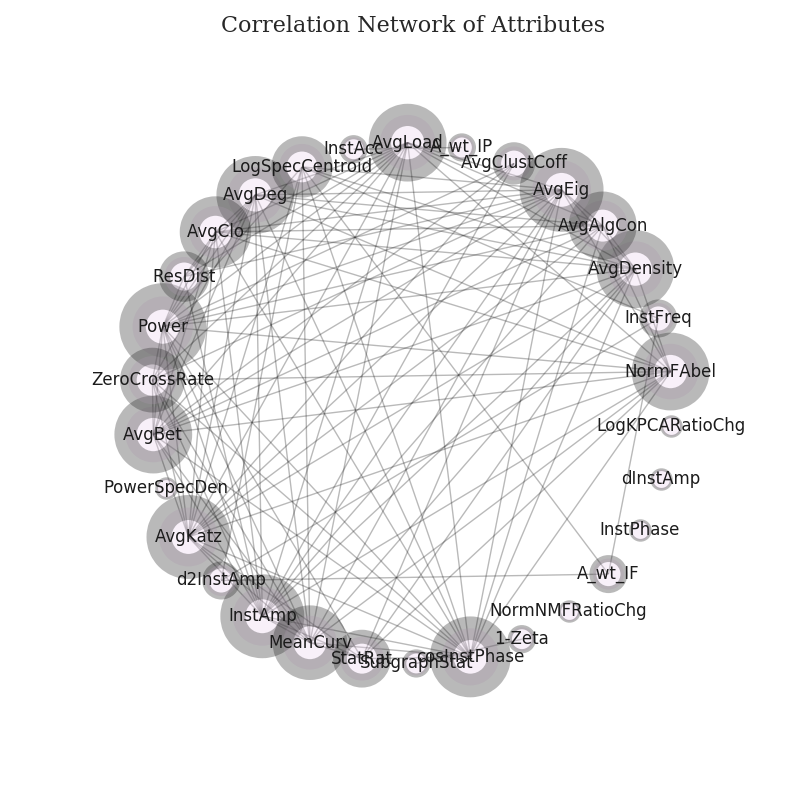 Correlation Network of Attributes
AvgLoad
A_wt_IP
InstAcc
AvgClustCoff
LogSpecCentroid
AvgEig
AvgDeg
AvgAlgCon
AvgClo
AvgDensity
ResDist
InstFreq
Power
NormFAbel
ZeroCrossRate
LogKPCARatioChg
AvgBet
dInstAmp
PowerSpecDen
InstPhase
AvgKatz
A_wt_IF
d2InstAmp
NormNMFRatioChg
InstAmp
1-Zeta
MeanCurv
cosInstPhase
StatRat
SubgraphStat